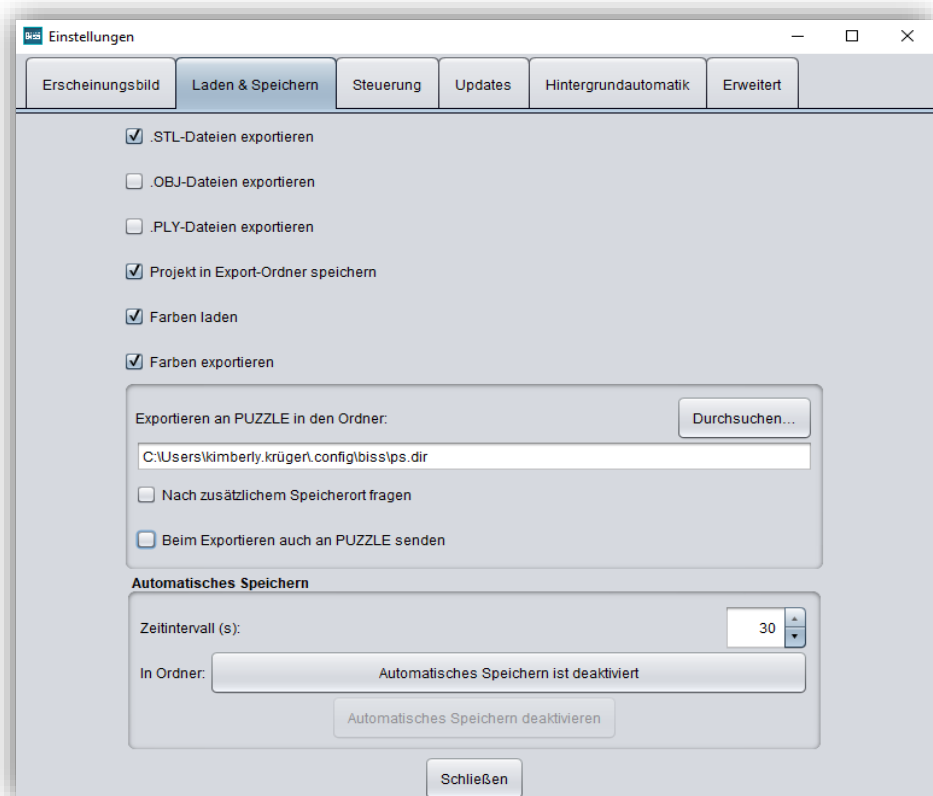 BiSS Einstellungen
Erscheinungsbild Laden & Speichern Steuerung Updates Hintergrundautomatik Erweitert
.STL-Dateien exportieren
.OBJ-Dateien exportieren
.PLY-Dateien exportieren
Projekt in Export-Ordner speichern
Farben laden
Farben exportieren
Exportieren an PUZZLE in den Ordner: Durchsuchen...
C:\Users\kimberly.krüger\.config\biss\ps.dir
Nach zusätzlichem Speicherort fragen
Beim Exportieren auch an PUZZLE senden
Automatisches Speichern
Zeitintervall (s): 30
In Ordner: Automatisches Speichern ist deaktiviert
Automatisches Speichern deaktivieren
Schließen